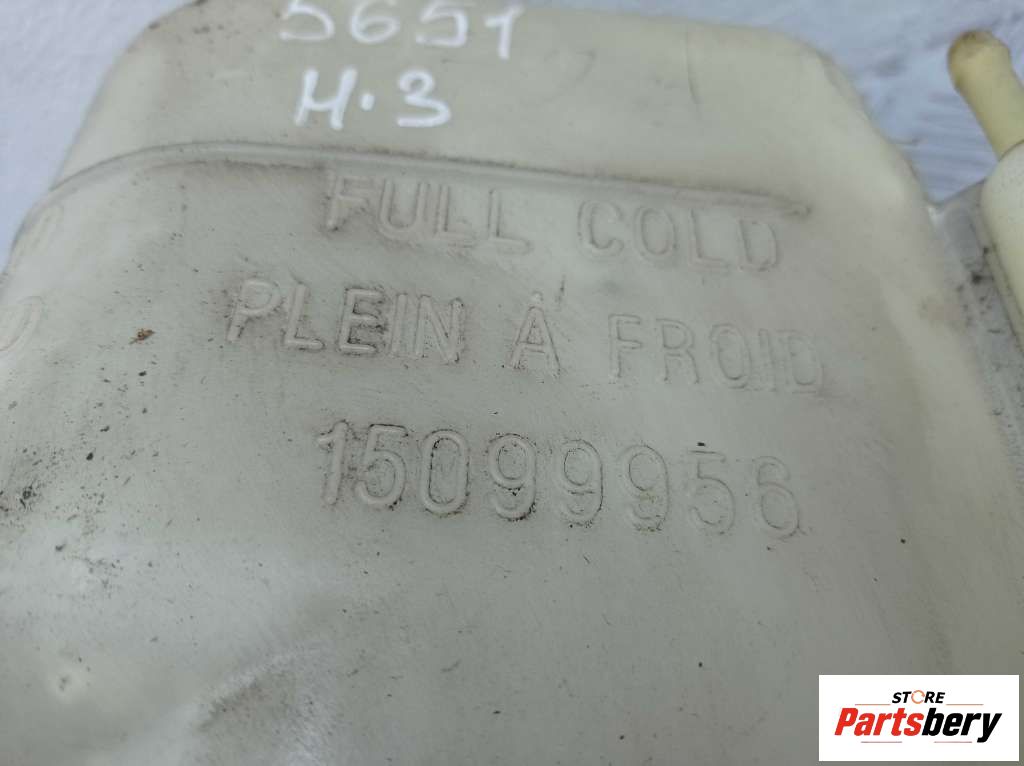 5651
H.3
FULL COLD
PLEIN À FROID
15099956
STORE
Partsbery